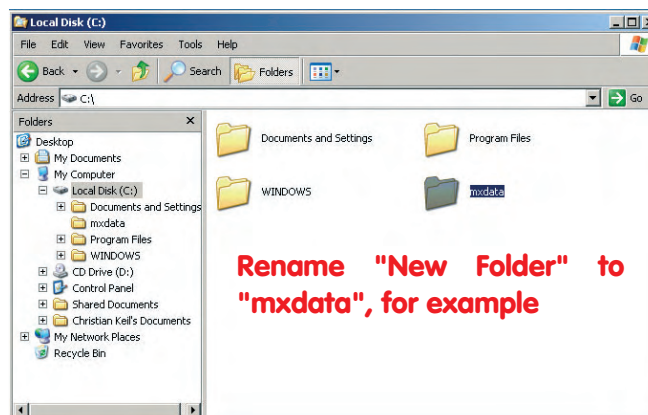 Local Disk (C:)
File Edit View Favorites Tools Help
Back Search Folders
Address C:\ Go
Folders x
Desktop
My Documents
My Computer
Local Disk (C:)
Documents and Settings
mxdata
Program Files
WINDOWS
CD Drive (D:)
Control Panel
Shared Documents
Christian Keil's Documents
My Network Places
Recycle Bin
Documents and Settings Program Files
WINDOWS mxdata
Rename "New Folder" to
"mxdata", for example